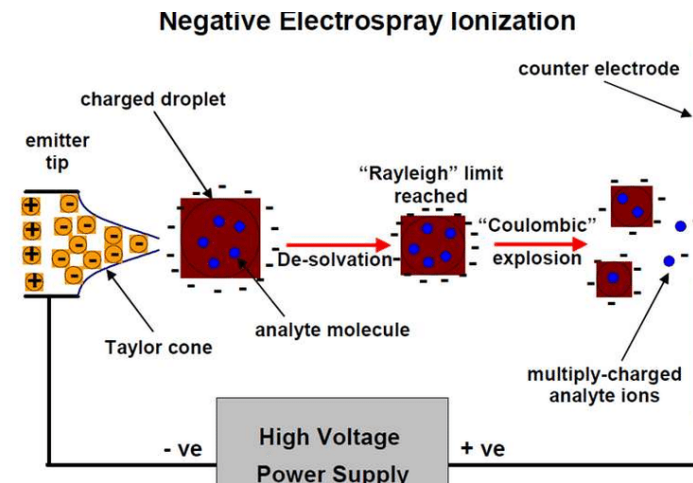 Negative Electrospray Ionization
counter electrode
charged droplet
emitter
tip
"Rayleigh" limit
reached
"Coulombic"
explosion
De-solvation
Taylor cone
analyte molecule
multiply-charged
analyte ions
- ve
High Voltage
Power Supply
+ ve